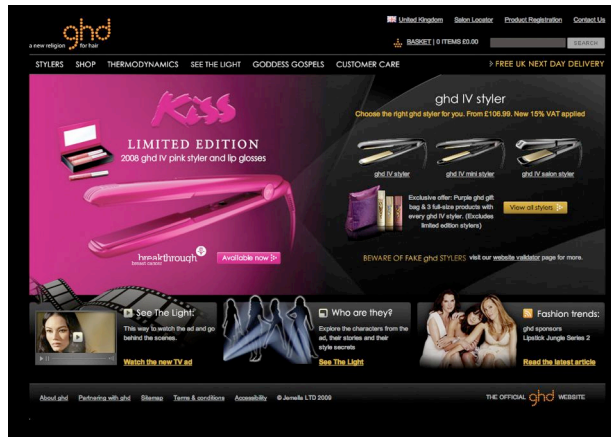 United Kingdom Salon Locator Product Registration Contact Us
ghd
a new religion for hair
BASKET | 0 ITEMS £0.00
SEARCH
STYLERS SHOP THERMODYNAMICS SEE THE LIGHT GODDESS GOSPELS CUSTOMER CARE
FREE UK NEXT DAY DELIVERY
Kiss
LIMITED EDITION
2008 ghd IV pink styler and lip glosses
breakthrough
breast cancer
Available now
ghd IV styler
Choose the right ghd styler for you. From £106.99. New 15% VAT applied
ghd IV styler ghd IV mini styler ghd IV salon styler
Exclusive offer: Purple ghd gift
bag & 3 full-size products with
every ghd IV styler. (Excludes
limited edition stylers)
View all stylers
BEWARE OF FAKE ghd STYLERS visit our website validator page for more.
See The Light:
This way to watch the ad and go
behind the scenes.
Watch the new TV ad
Who are they?
Explore the characters from the
ad, their stories and their
style secrets
See The Light
Fashion trends:
ghd sponsors
Lipstick Jungle Series 2
Read the latest article
About ghd Partnering with ghd Sitemap Terms & conditions Accessibility © Jemella LTD 2009
THE OFFICIAL ghd WEBSITE